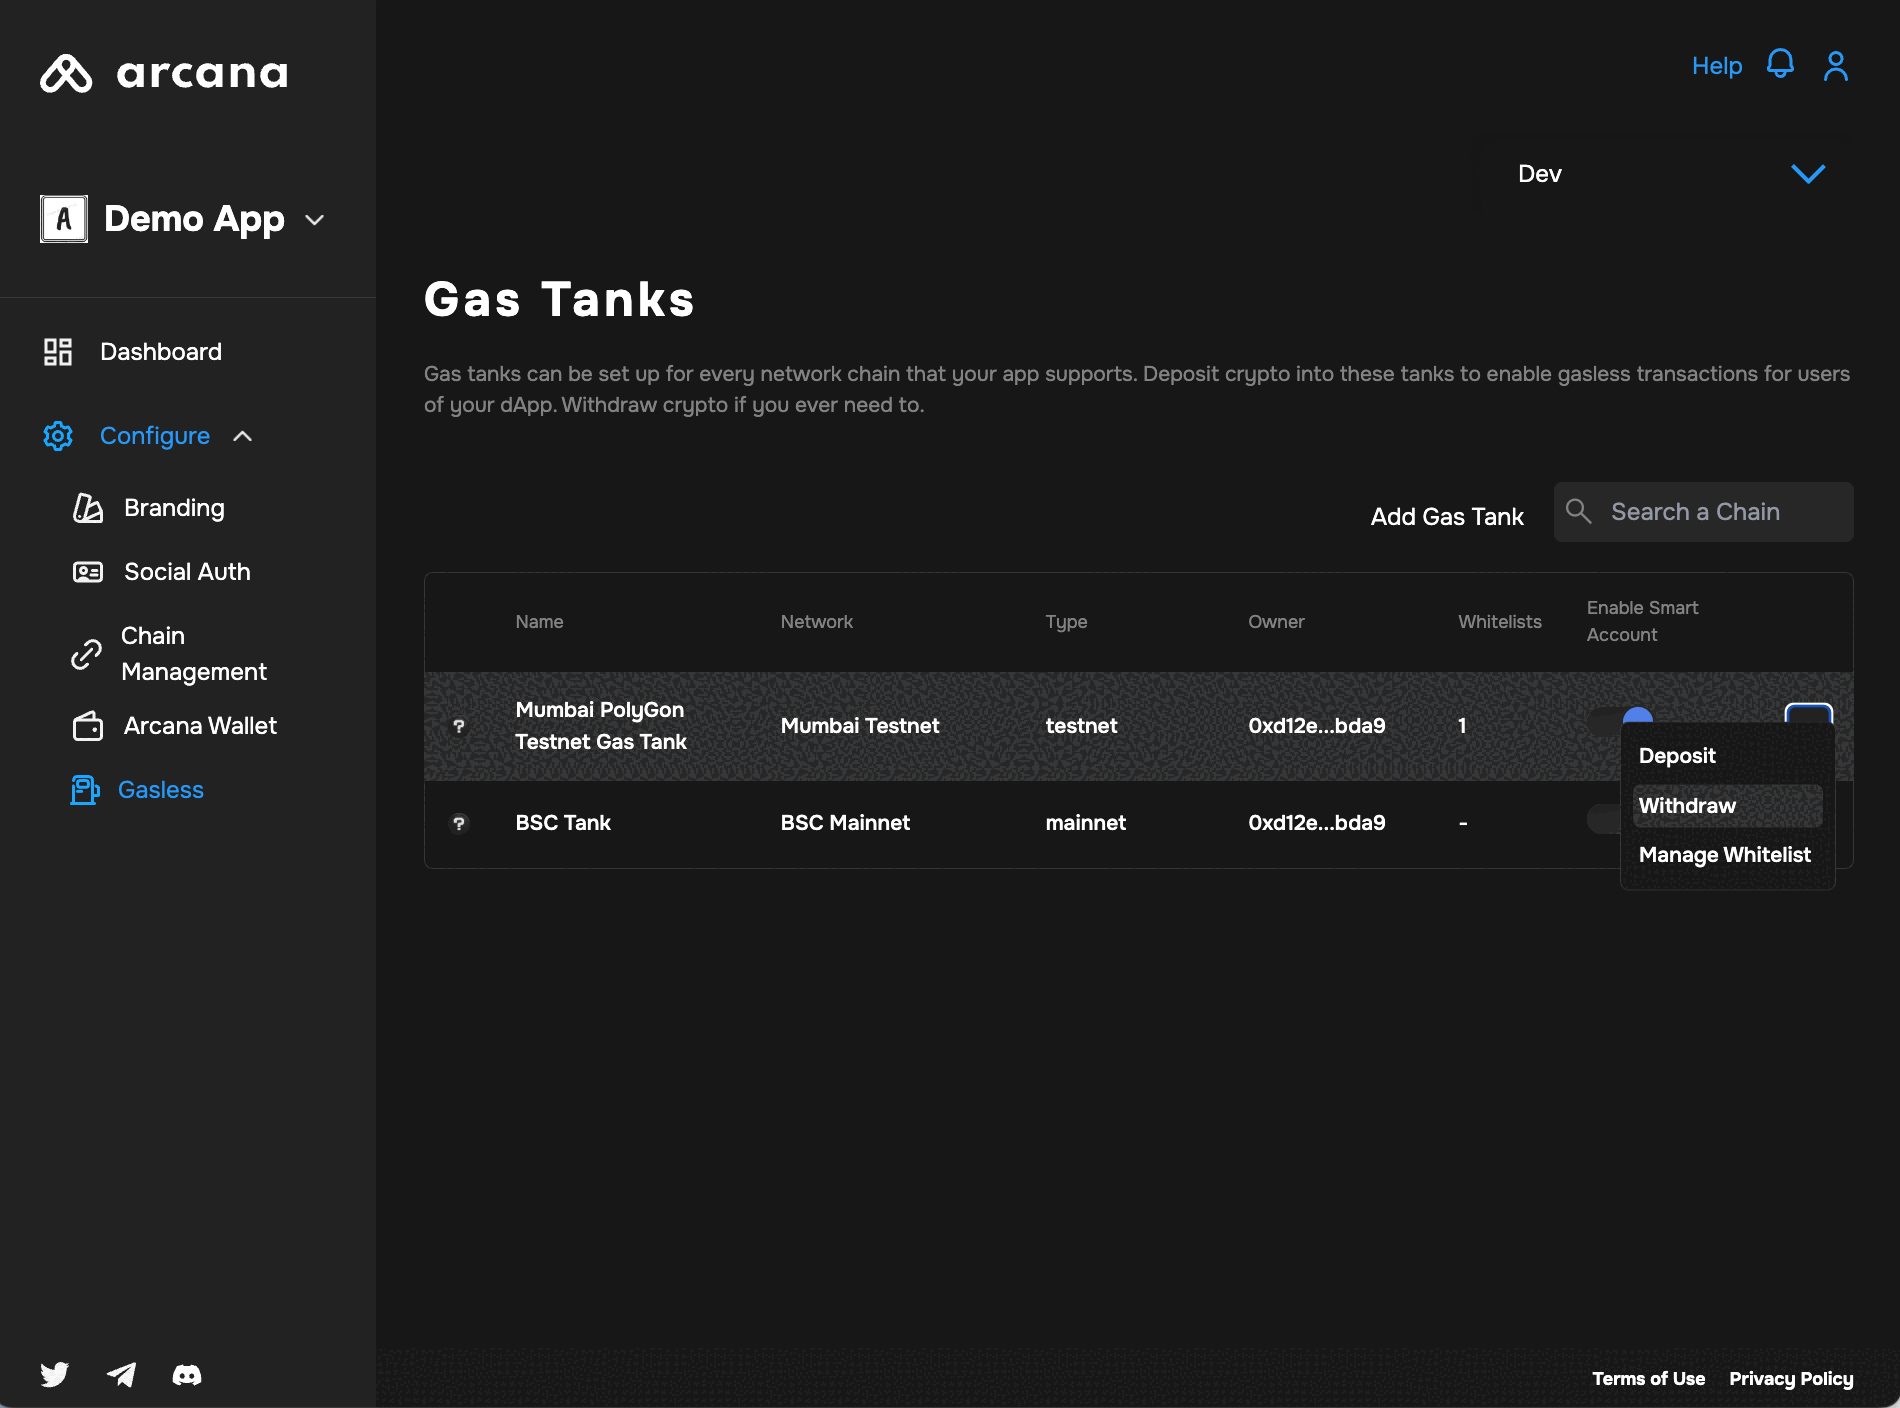 arcana
Help
Dev
A
Demo App
Gas Tanks
Dashboard
Gas tanks can be set up for every network chain that your app supports. Deposit crypto into these tanks to enable gasless transactions for users
of your dApp. Withdraw crypto if you ever need to.
Configure
Branding
Social Auth
Chain
Management
Arcana Wallet
Gasless
Add Gas Tank
Search a Chain
Name Network Type Owner Whitelists Enable Smart
Account
? Mumbai PolyGon
Testnet Gas Tank Mumbai Testnet testnet 0xd12e...bda9 1
? BSC Tank BSC Mainnet mainnet 0xd12e...bda9 -
Deposit
Withdraw
Manage Whitelist
Terms of Use Privacy Policy